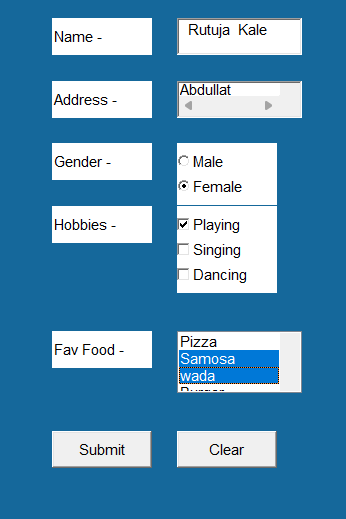 Name -
Rutuja Kale
Address -
Abdullat
Gender -
Male
Female
Hobbies -
Playing
Singing
Dancing
Fav Food -
Pizza
Samosa
wada
Burger
Submit
Clear